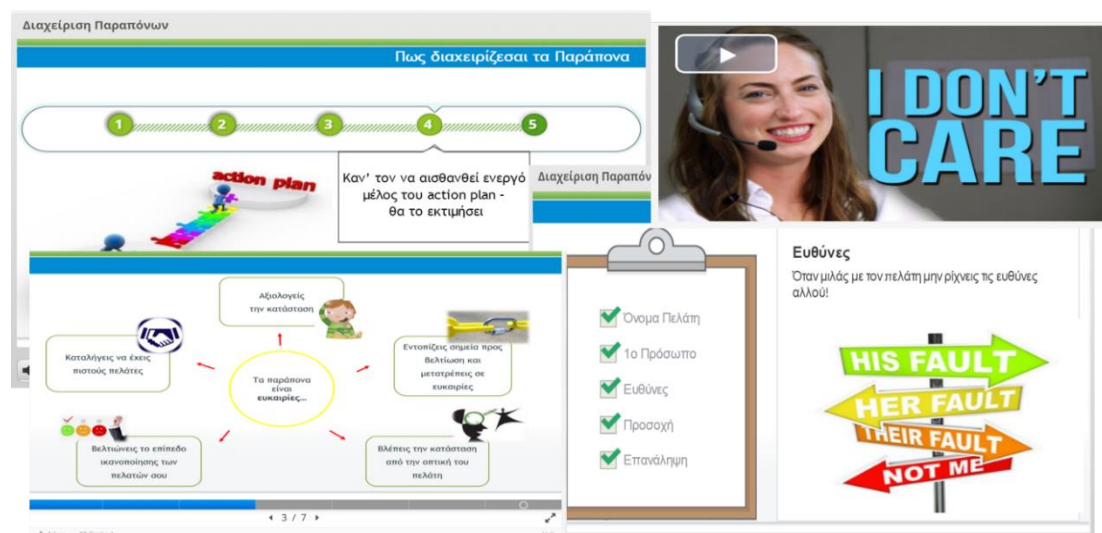 Διαχείριση Παραπόνων
Πως διαχειρίζεσαι τα Παράπονα
1 2 3 4 5
action plan
Καν' τον να αισθανθεί ενεργό
μέλος του action plan -
θα το εκτιμήσει
I DON'T
CARE
Διαχείριση Παραπόν
Αξιολογείς
την κατάσταση
Καταλήγεις να έχεις
πιστούς πελάτες
Εντοπίζεις σημεία προς
βελτίωση και
μετατρέπεις σε
ευκαιρίες
Τα παράπονα
είναι
ευκαιρίες...
Βελτιώνεις το επίπεδο
ικανοποίησης των
πελατών σου
Βλέπεις την κατάσταση
από την οπτική του
πελάτη
3 / 7
Όνομα Πελάτη
1ο Πρόσωπο
Ευθύνες
Προσοχή
Επανάληψη
Ευθύνες
Όταν μιλάς με τον πελάτη μην ρίχνεις τις ευθύνες
αλλού!
HIS FAULT
HER FAULT
THEIR FAULT
NOT ME